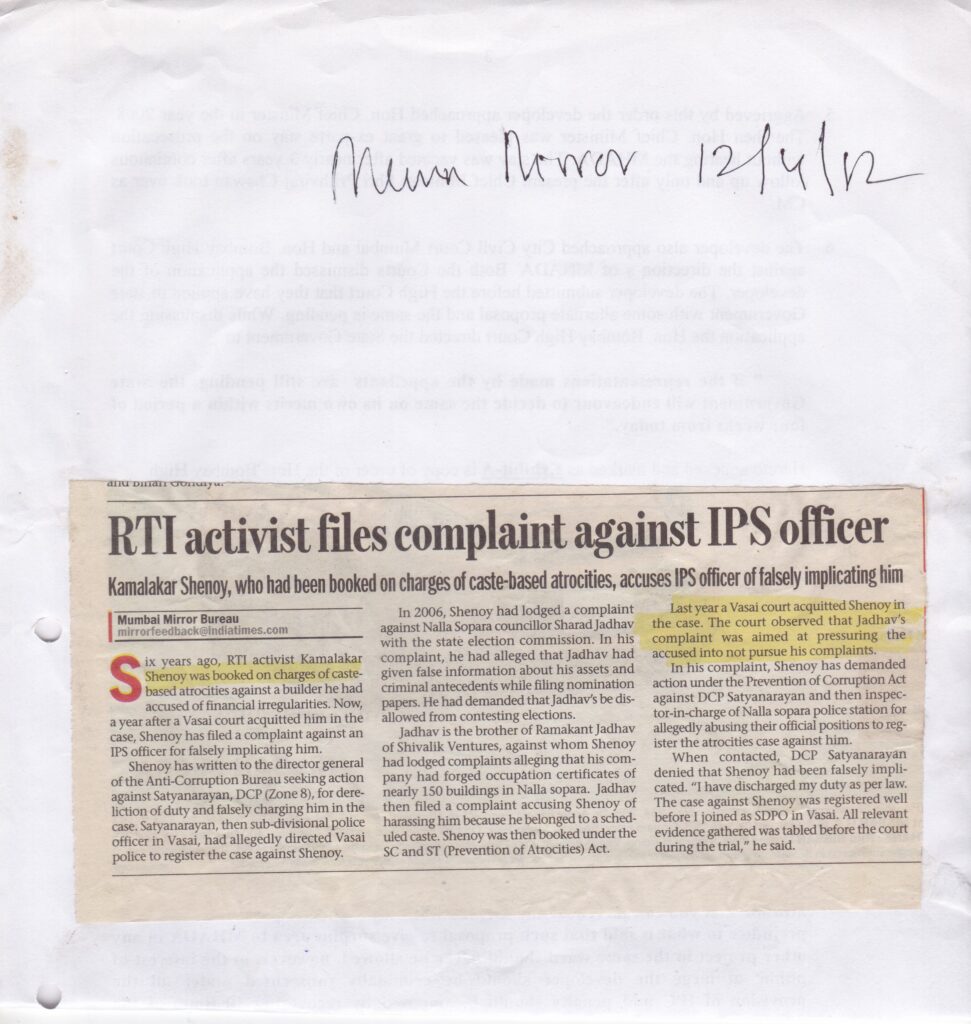 Mirror 12/4/12
RTI activist files complaint against IPS officer
Kamalakar Shenoy, who had been booked on charges of caste-based atrocities, accuses IPS officer of falsely implicating him
Mumbai Mirror Bureau
mirrorfeedback@indiatimes.com
Six years ago, RTI activist Kamalakar
Shenoy was booked on charges of caste-
based atrocities against a builder he had
accused of financial irregularities. Now,
a year after a Vasai court acquitted him in the
case, Shenoy has filed a complaint against an
IPS officer for falsely implicating him.
Shenoy has written to the director general
of the Anti-Corruption Bureau seeking action
against Satyanarayan, DCP (Zone 8), for dere-
liction of duty and falsely charging him in the
case. Satyanarayan, then sub-divisional police
officer in Vasai, had allegedly directed Vasai
police to register the case against Shenoy.
In 2006, Shenoy had lodged a complaint
against Nalla Sopara councillor Sharad Jadhav
with the state election commission. In his
complaint, he had alleged that Jadhav had
given false information about his assets and
criminal antecedents while filing nomination
papers. He had demanded that Jadhav's be dis-
allowed from contesting elections.
Jadhav is the brother of Ramakant Jadhav
of Shivalik Ventures, against whom Shenoy
had lodged complaints alleging that his com-
pany had forged occupation certificates of
nearly 150 buildings in Nalla sopara. Jadhav
then filed a complaint accusing Shenoy of
harassing him because he belonged to a sched-
uled caste. Shenoy was then booked under the
SC and ST (Prevention of Atrocities) Act.
Last year a Vasai court acquitted Shenoy in
the case. The court observed that Jadhav's
complaint was aimed at pressuring the
accused into not pursue his complaints.
In his complaint, Shenoy has demanded
action under the Prevention of Corruption Act
against DCP Satyanarayan and then inspec-
tor-in-charge of Nalla sopara police station for
allegedly abusing their official positions to reg-
ister the atrocities case against him.
When contacted, DCP Satyanarayan
denied that Shenoy had been falsely impli-
cated. "I have discharged my duty as per law.
The case against Shenoy was registered well
before I joined as SDPO in Vasai. All relevant
evidence gathered was tabled before the court
during the trial," he said.